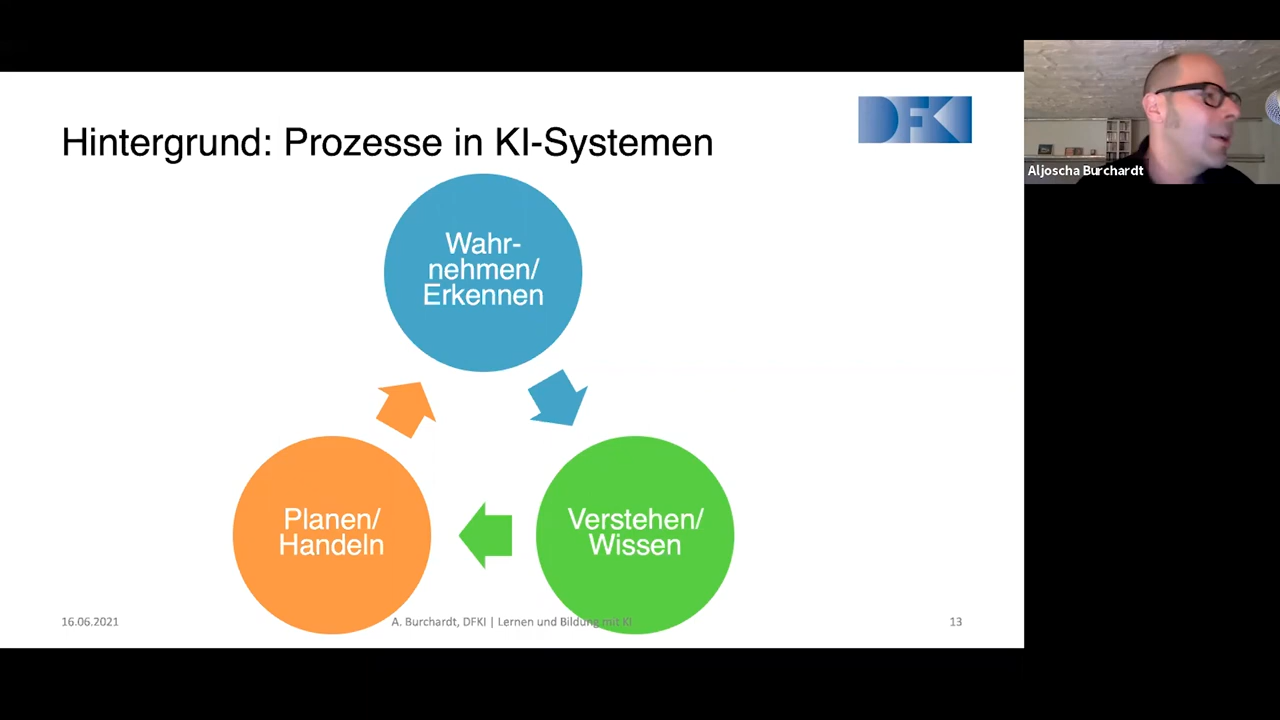 Hintergrund: Prozesse in KI-Systemen
DFKI
Aljoscha Burchardt
Wahr-
nehmen/
Erkennen
Planen/
Handeln
Verstehen/
Wissen
16.06.2021
A. Burchardt, DFKI | Lernen und Bildung mit KI
13